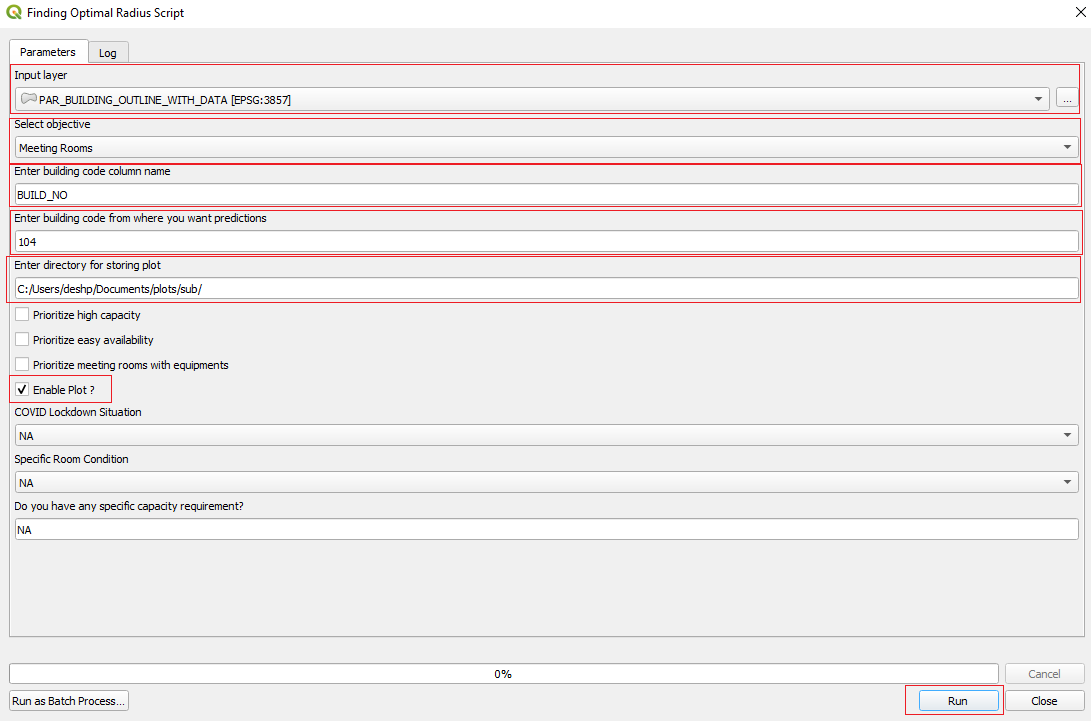 Finding Optimal Radius Script
Parameters
Log
Input layer
PAR_BUILDING_OUTLINE_WITH_DATA [EPSG:3857]
...
Select objective
Meeting Rooms
Enter building code column name
BUILD_NO
Enter building code from where you want predictions
104
Enter directory for storing plot
C:/Users/deshp/Documents/plots/sub/
Prioritize high capacity
Prioritize easy availability
Prioritize meeting rooms with equipments
Enable Plot ?
COVID Lockdown Situation
NA
Specific Room Condition
NA
Do you have any specific capacity requirement?
NA
0%
Cancel
Run as Batch Process...
Run
Close